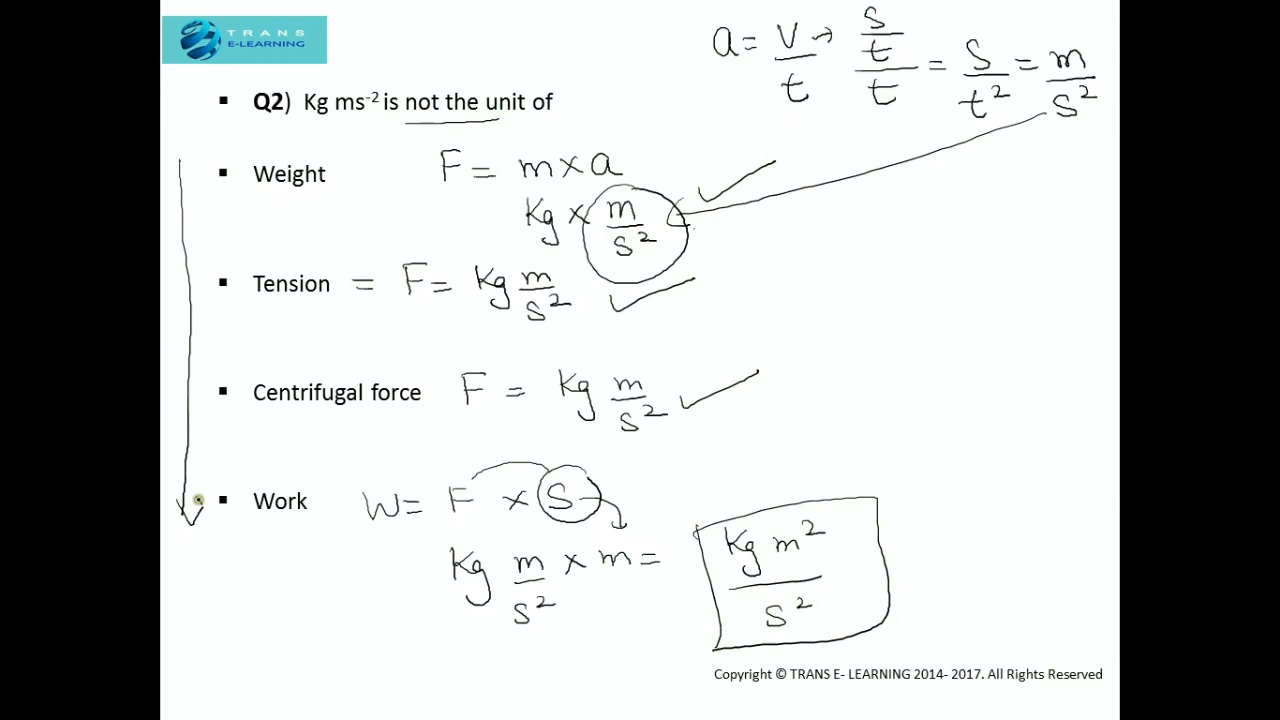 TRANS
E-LEARNING
a = V/t → (s/t)/t = s/t² = m/s²
Q2) Kg ms-2 is not the unit of
Weight F = m×a
Kg × m/s²
Tension = F = Kg m/s²
Centrifugal force F = Kg m/s²
Work W = F × S
Kg m/s² × m = Kg m²/s²
Copyright © TRANS E- LEARNING 2014- 2017. All Rights Reserved